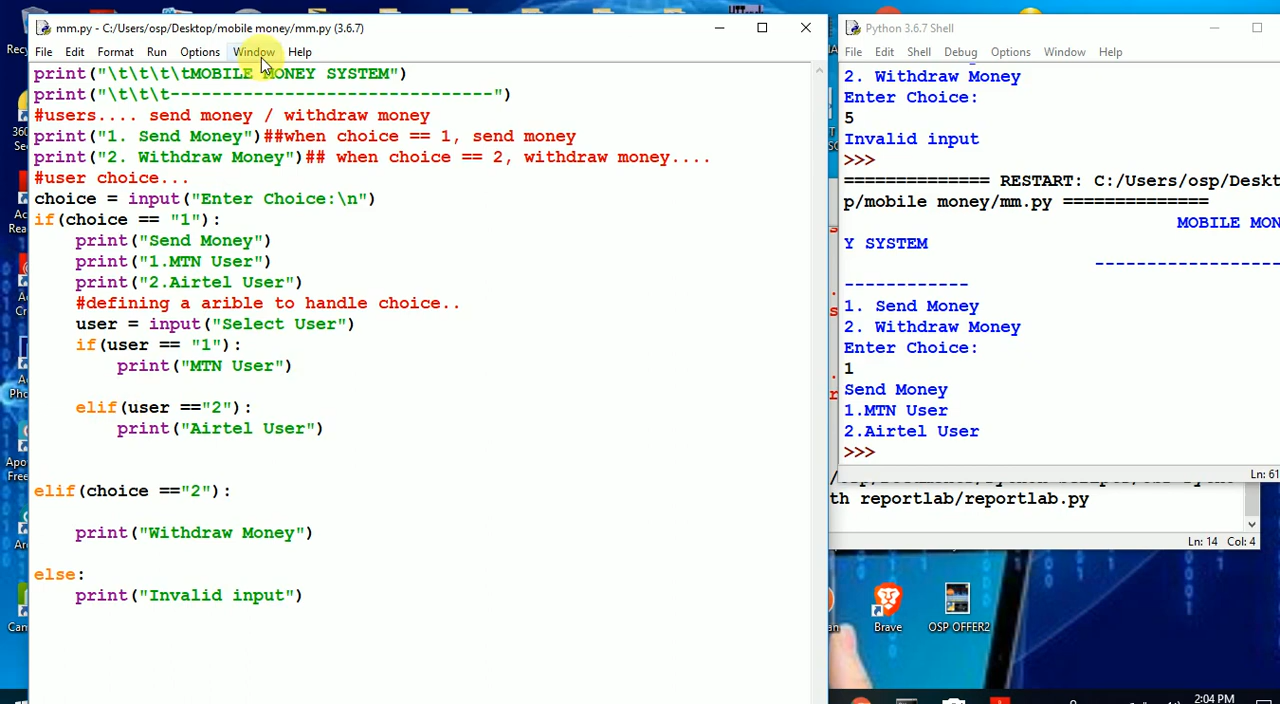 mm.py - C:/Users/osp/Desktop/mobile money/mm.py (3.6.7)
File Edit Format Run Options Window Help
print("\t\t\t\tMOBILE MONEY SYSTEM")
print("\t\t\t------------------------------")
#users.... send money / withdraw money
print("1. Send Money")##when choice == 1, send money
print("2. Withdraw Money")## when choice == 2, withdraw money....
#user choice...
choice = input("Enter Choice:\n")
if(choice == "1"):
    print("Send Money")
    print("1.MTN User")
    print("2.Airtel User")
    #defining a arible to handle choice..
    user = input("Select User")
    if(user == "1"):
        print("MTN User")
    elif(user =="2"):
        print("Airtel User")
elif(choice =="2"):
    print("Withdraw Money")
else:
    print("Invalid input")
Python 3.6.7 Shell
File Edit Shell Debug Options Window Help
2. Withdraw Money
Enter Choice:
5
Invalid input
>>>
============== RESTART: C:/Users/osp/Deskt
p/mobile money/mm.py ==============
MOBILE MON
Y SYSTEM
------------------
------------
1. Send Money
2. Withdraw Money
Enter Choice:
1
Send Money
1.MTN User
2.Airtel User
>>>
Ln: 61
th reportlab/reportlab.py
Ln: 14 Col: 4
Brave
OSP OFFER2
2:04 PM